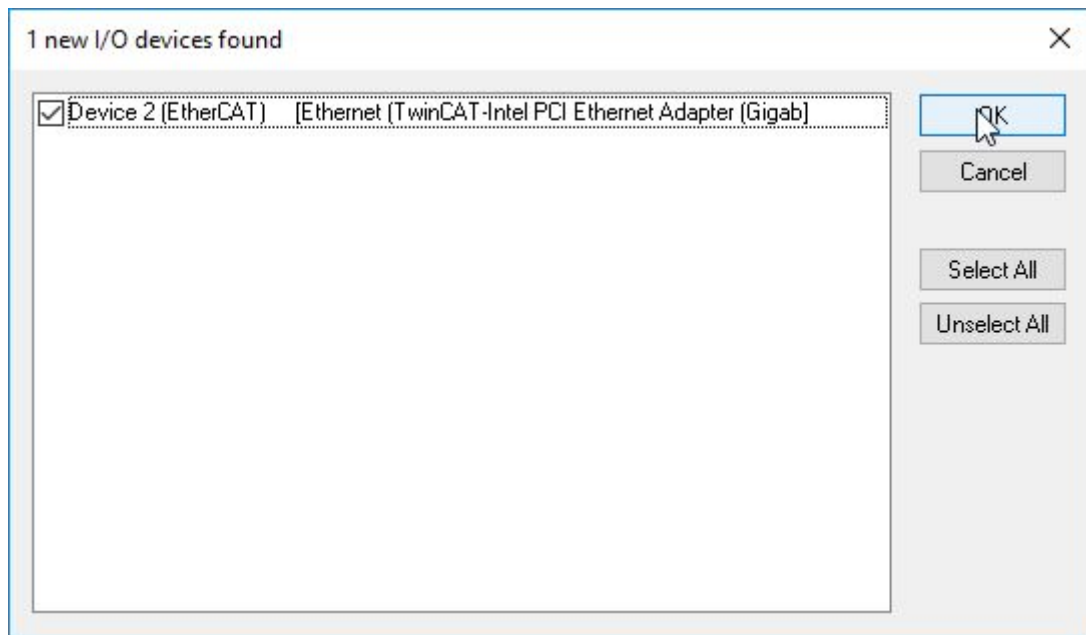 1 new I/O devices found
Device 2 (EtherCAT) [Ethernet (TwinCAT-Intel PCI Ethernet Adapter (Gigab]
OK
Cancel
Select All
Unselect All